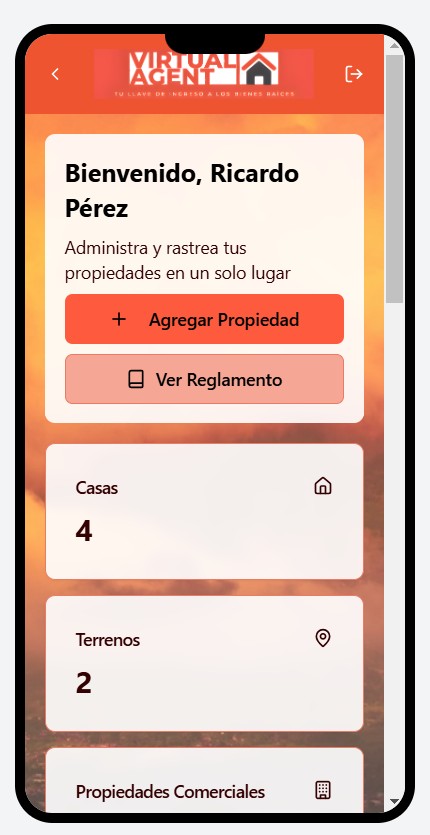 VIRTUAL
AGENT
TU LLAVE DE INGRESO A LOS BIENES RAÍCES
Bienvenido, Ricardo
Pérez
Administra y rastrea tus
propiedades en un solo lugar
Agregar Propiedad
Ver Reglamento
Casas
4
Terrenos
2
Propiedades Comerciales